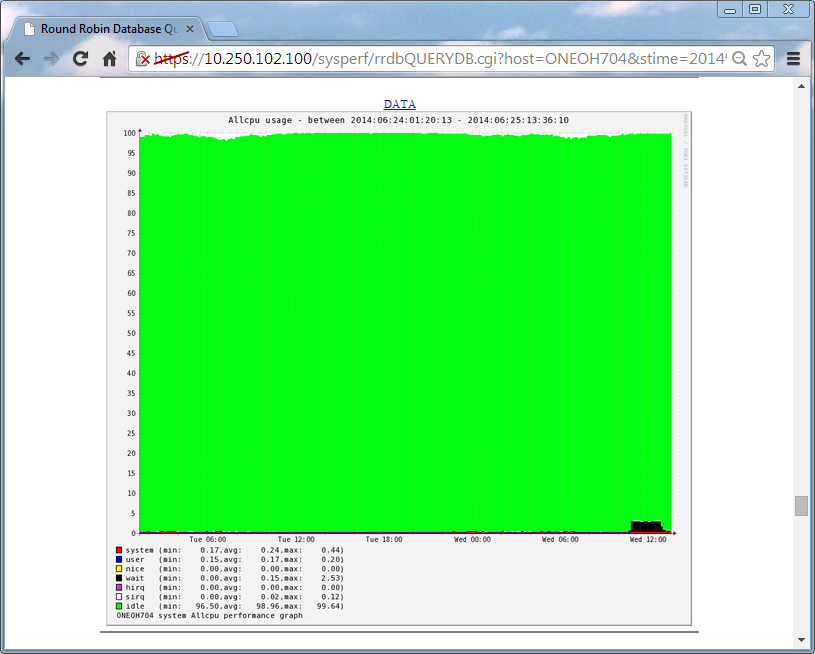 Round Robin Database Qu
https://10.250.102.100/sysperf/rrdbQUERYDB.cgi?host=ONEOH704&stime=2014
DATA
Allcpu usage - between 2014:06:24:01:20:13 - 2014:06:25:13:36:10
100
95
90
85
80
75
70
65
60
55
50
45
40
35
30
25
20
15
10
5
0
Tue 06:00 Tue 12:00 Tue 18:00 Wed 00:00 Wed 06:00 Wed 12:00
system (min: 0.17,avg: 0.24,max: 0.44)
user (min: 0.15,avg: 0.17,max: 0.20)
nice (min: 0.00,avg: 0.00,max: 0.00)
wait (min: 0.00,avg: 0.15,max: 2.53)
hirq (min: 0.00,avg: 0.00,max: 0.00)
sirq (min: 0.00,avg: 0.02,max: 0.12)
idle (min: 96.50,avg: 98.96,max: 99.64)
ONEOH704 system Allcpu performance graph